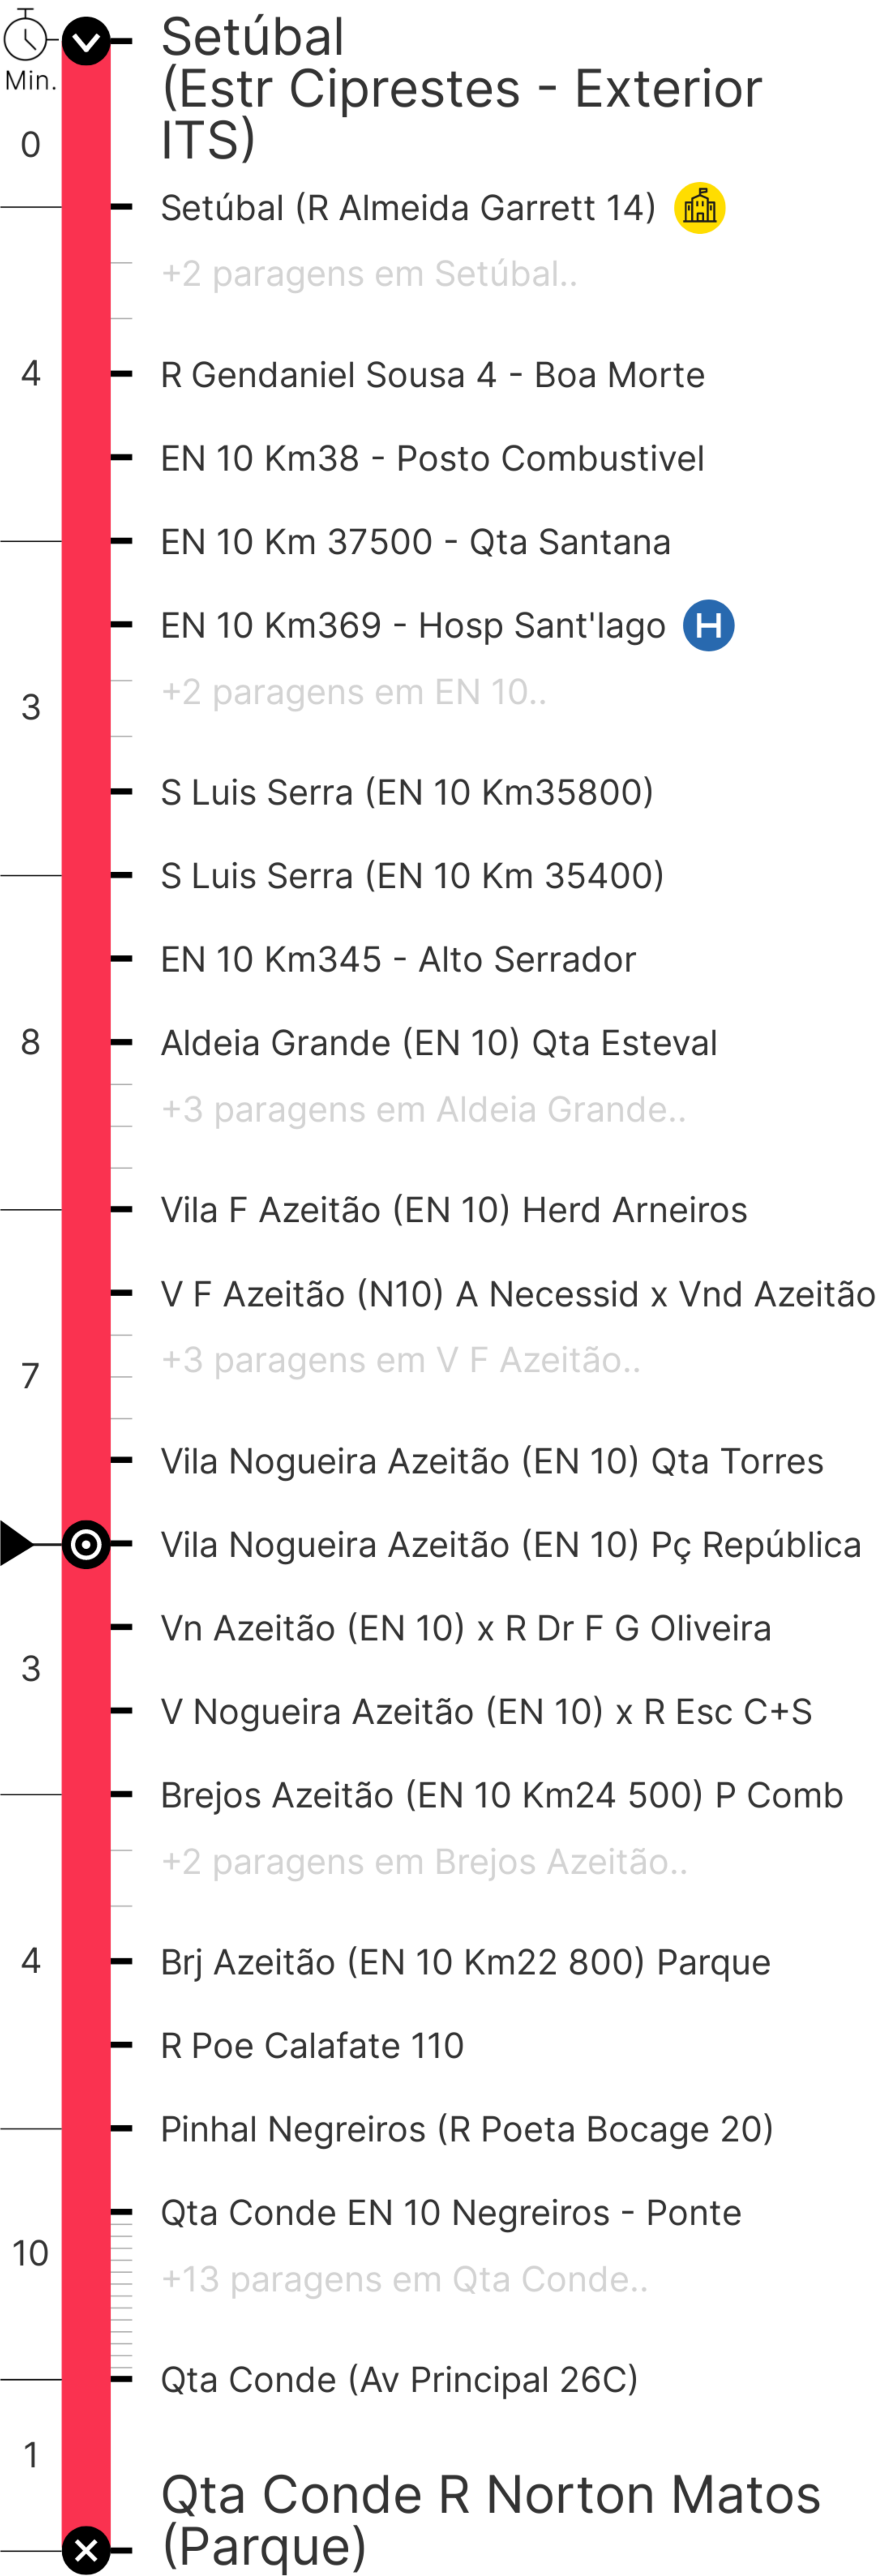 Min.
Setúbal
(Estr Ciprestes - Exterior
ITS)
0
Setúbal (R Almeida Garrett 14)
+2 paragens em Setúbal..
4
R Gendaniel Sousa 4 - Boa Morte
EN 10 Km38 - Posto Combustivel
EN 10 Km 37500 - Qta Santana
EN 10 Km369 - Hosp Sant'Iago H
+2 paragens em EN 10..
3
S Luis Serra (EN 10 Km35800)
S Luis Serra (EN 10 Km 35400)
EN 10 Km345 - Alto Serrador
8
Aldeia Grande (EN 10) Qta Esteval
+3 paragens em Aldeia Grande..
Vila F Azeitão (EN 10) Herd Arneiros
V F Azeitão (N10) A Necessid x Vnd Azeitão
+3 paragens em V F Azeitão..
7
Vila Nogueira Azeitão (EN 10) Qta Torres
Vila Nogueira Azeitão (EN 10) Pç República
Vn Azeitão (EN 10) x R Dr F G Oliveira
3
V Nogueira Azeitão (EN 10) x R Esc C+S
Brejos Azeitão (EN 10 Km24 500) P Comb
+2 paragens em Brejos Azeitão..
4
Brj Azeitão (EN 10 Km22 800) Parque
R Poe Calafate 110
Pinhal Negreiros (R Poeta Bocage 20)
Qta Conde EN 10 Negreiros - Ponte
10
+13 paragens em Qta Conde..
Qta Conde (Av Principal 26C)
1
Qta Conde R Norton Matos
(Parque)